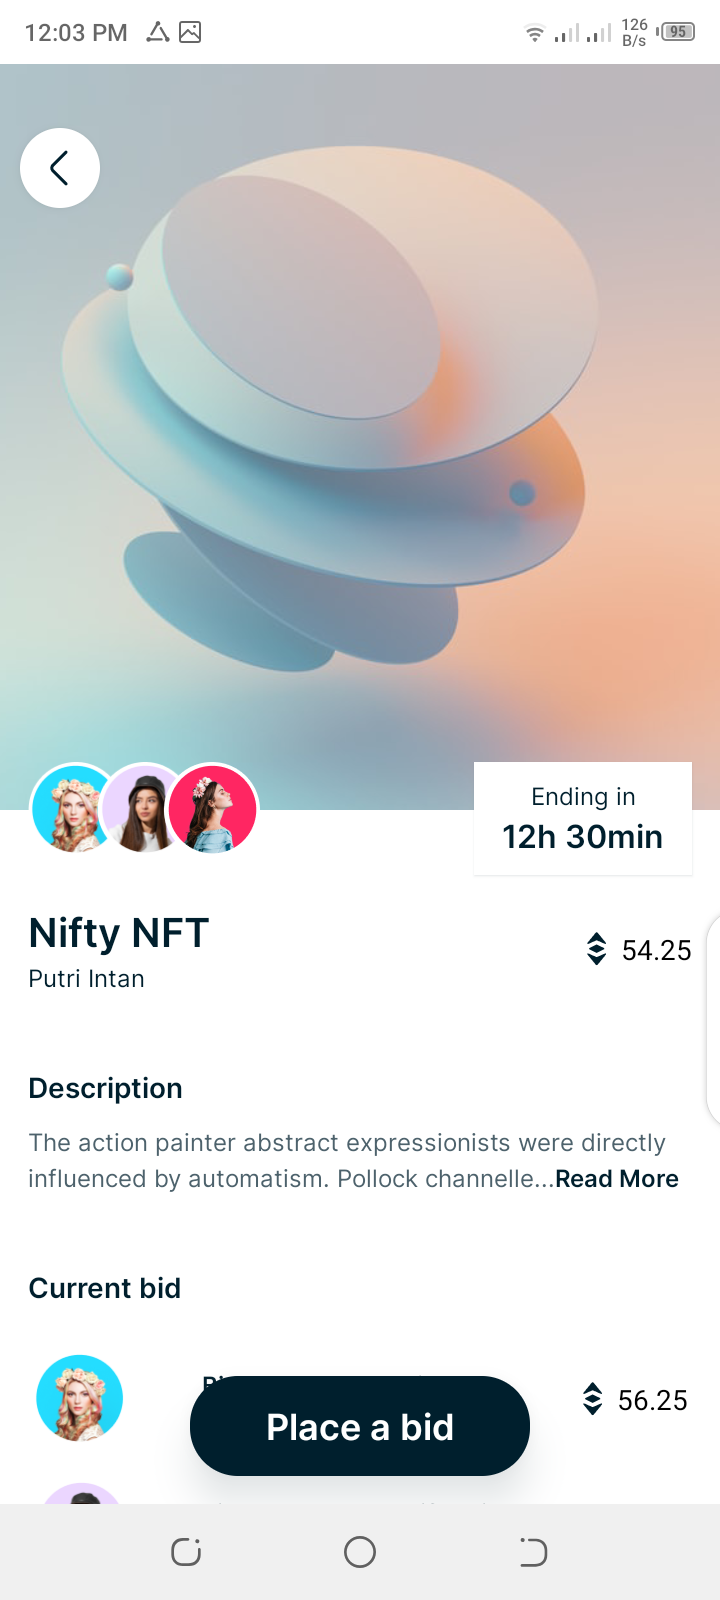 12:03 PM
126
B/s
95
Ending in
12h 30min
Nifty NFT
54.25
Putri Intan
Description
The action painter abstract expressionists were directly
influenced by automatism. Pollock channelle...Read More
Current bid
56.25
Place a bid